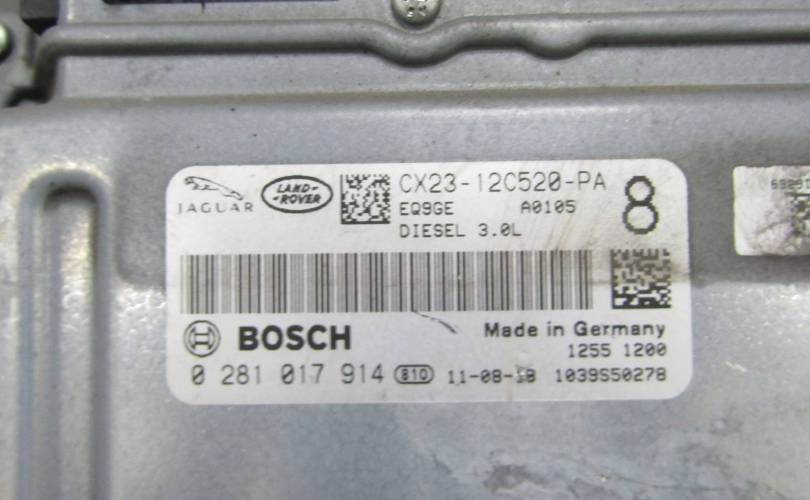 JAGUAR
LAND-
-ROVER
CX23-12C520-PA
EQ9GE A0105
8
DIESEL 3.0L
BOSCH
Made in Germany
1255 1200
0 281 017 914 810 1039S50278